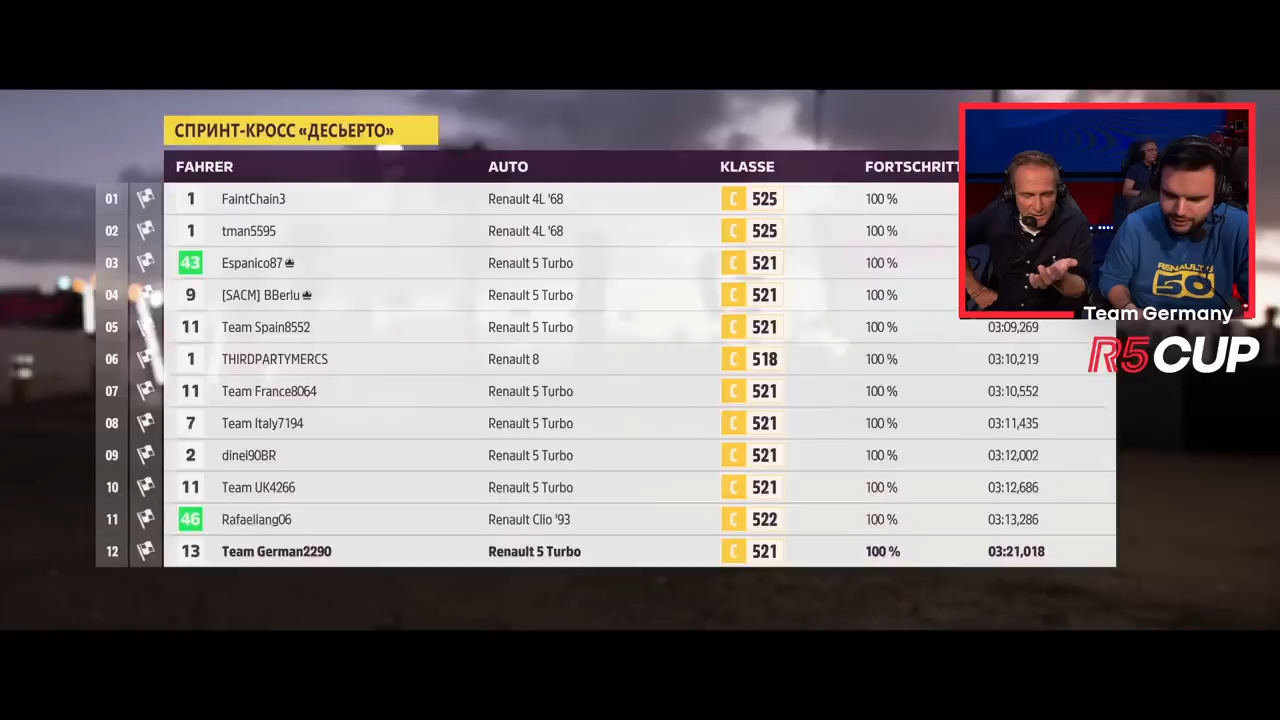 СПРИНТ-КРОСС «ДЕСЬЕРТО»
FAHRER AUTO KLASSE FORTSCHRITT
01 1 FaIntChain3 Renault 4L '68 C 525 100 %
02 1 tman5595 Renault 4L '68 C 525 100 %
03 43 Espanico87 Renault 5 Turbo C 521 100 %
04 9 [SACM] BBerlu Renault 5 Turbo C 521 100 %
05 11 Team Spain8552 Renault 5 Turbo C 521 100 % 03:09,269
06 1 THIRDPARTYMERCS Renault 8 C 518 100 % 03:10,219
07 11 Team France8064 Renault 5 Turbo C 521 100 % 03:10,552
08 7 Team Italy7194 Renault 5 Turbo C 521 100 % 03:11,435
09 2 dinei90BR Renault 5 Turbo C 521 100 % 03:12,002
10 11 Team UK4266 Renault 5 Turbo C 521 100 % 03:12,686
11 46 Rafaellang06 Renault Clio '93 C 522 100 % 03:13,286
12 13 Team German2290 Renault 5 Turbo C 521 100 % 03:21,018
RENAULT 5
50
Team Germany
R5 CUP